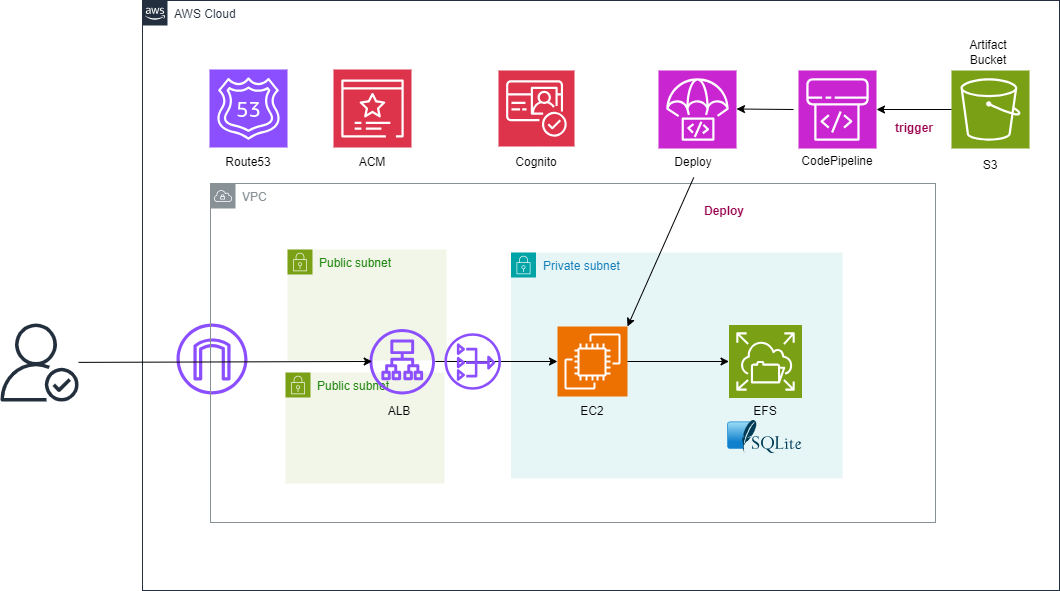 aws
AWS Cloud
Artifact
Bucket
53
trigger
Route53
ACM
Cognito
Deploy
CodePipeline
S3
VPC
Deploy
Public subnet
Private subnet
Public subnet
ALB
EC2
EFS
SQLite